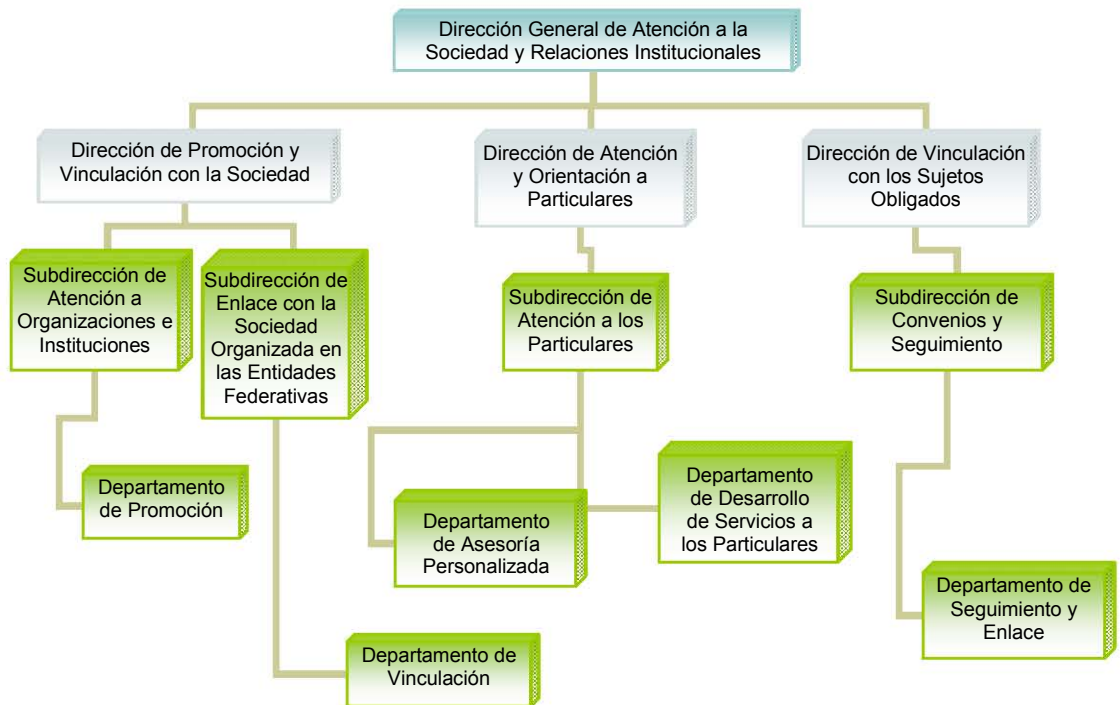 Dirección General de Atención a la
Sociedad y Relaciones Institucionales
Dirección de Promoción y
Vinculación con la Sociedad
Dirección de Atención
y Orientación a
Particulares
Dirección de Vinculación
con los Sujetos
Obligados
Subdirección de
Atención a
Organizaciones e
Instituciones
Subdirección de
Enlace con la
Sociedad
Organizada en
las Entidades
Federativas
Subdirección de
Atención a los
Particulares
Subdirección de
Convenios y
Seguimiento
Departamento
de Promoción
Departamento
de Asesoría
Personalizada
Departamento
de Desarrollo
de Servicios a
los Particulares
Departamento de
Seguimiento y
Enlace
Departamento de
Vinculación